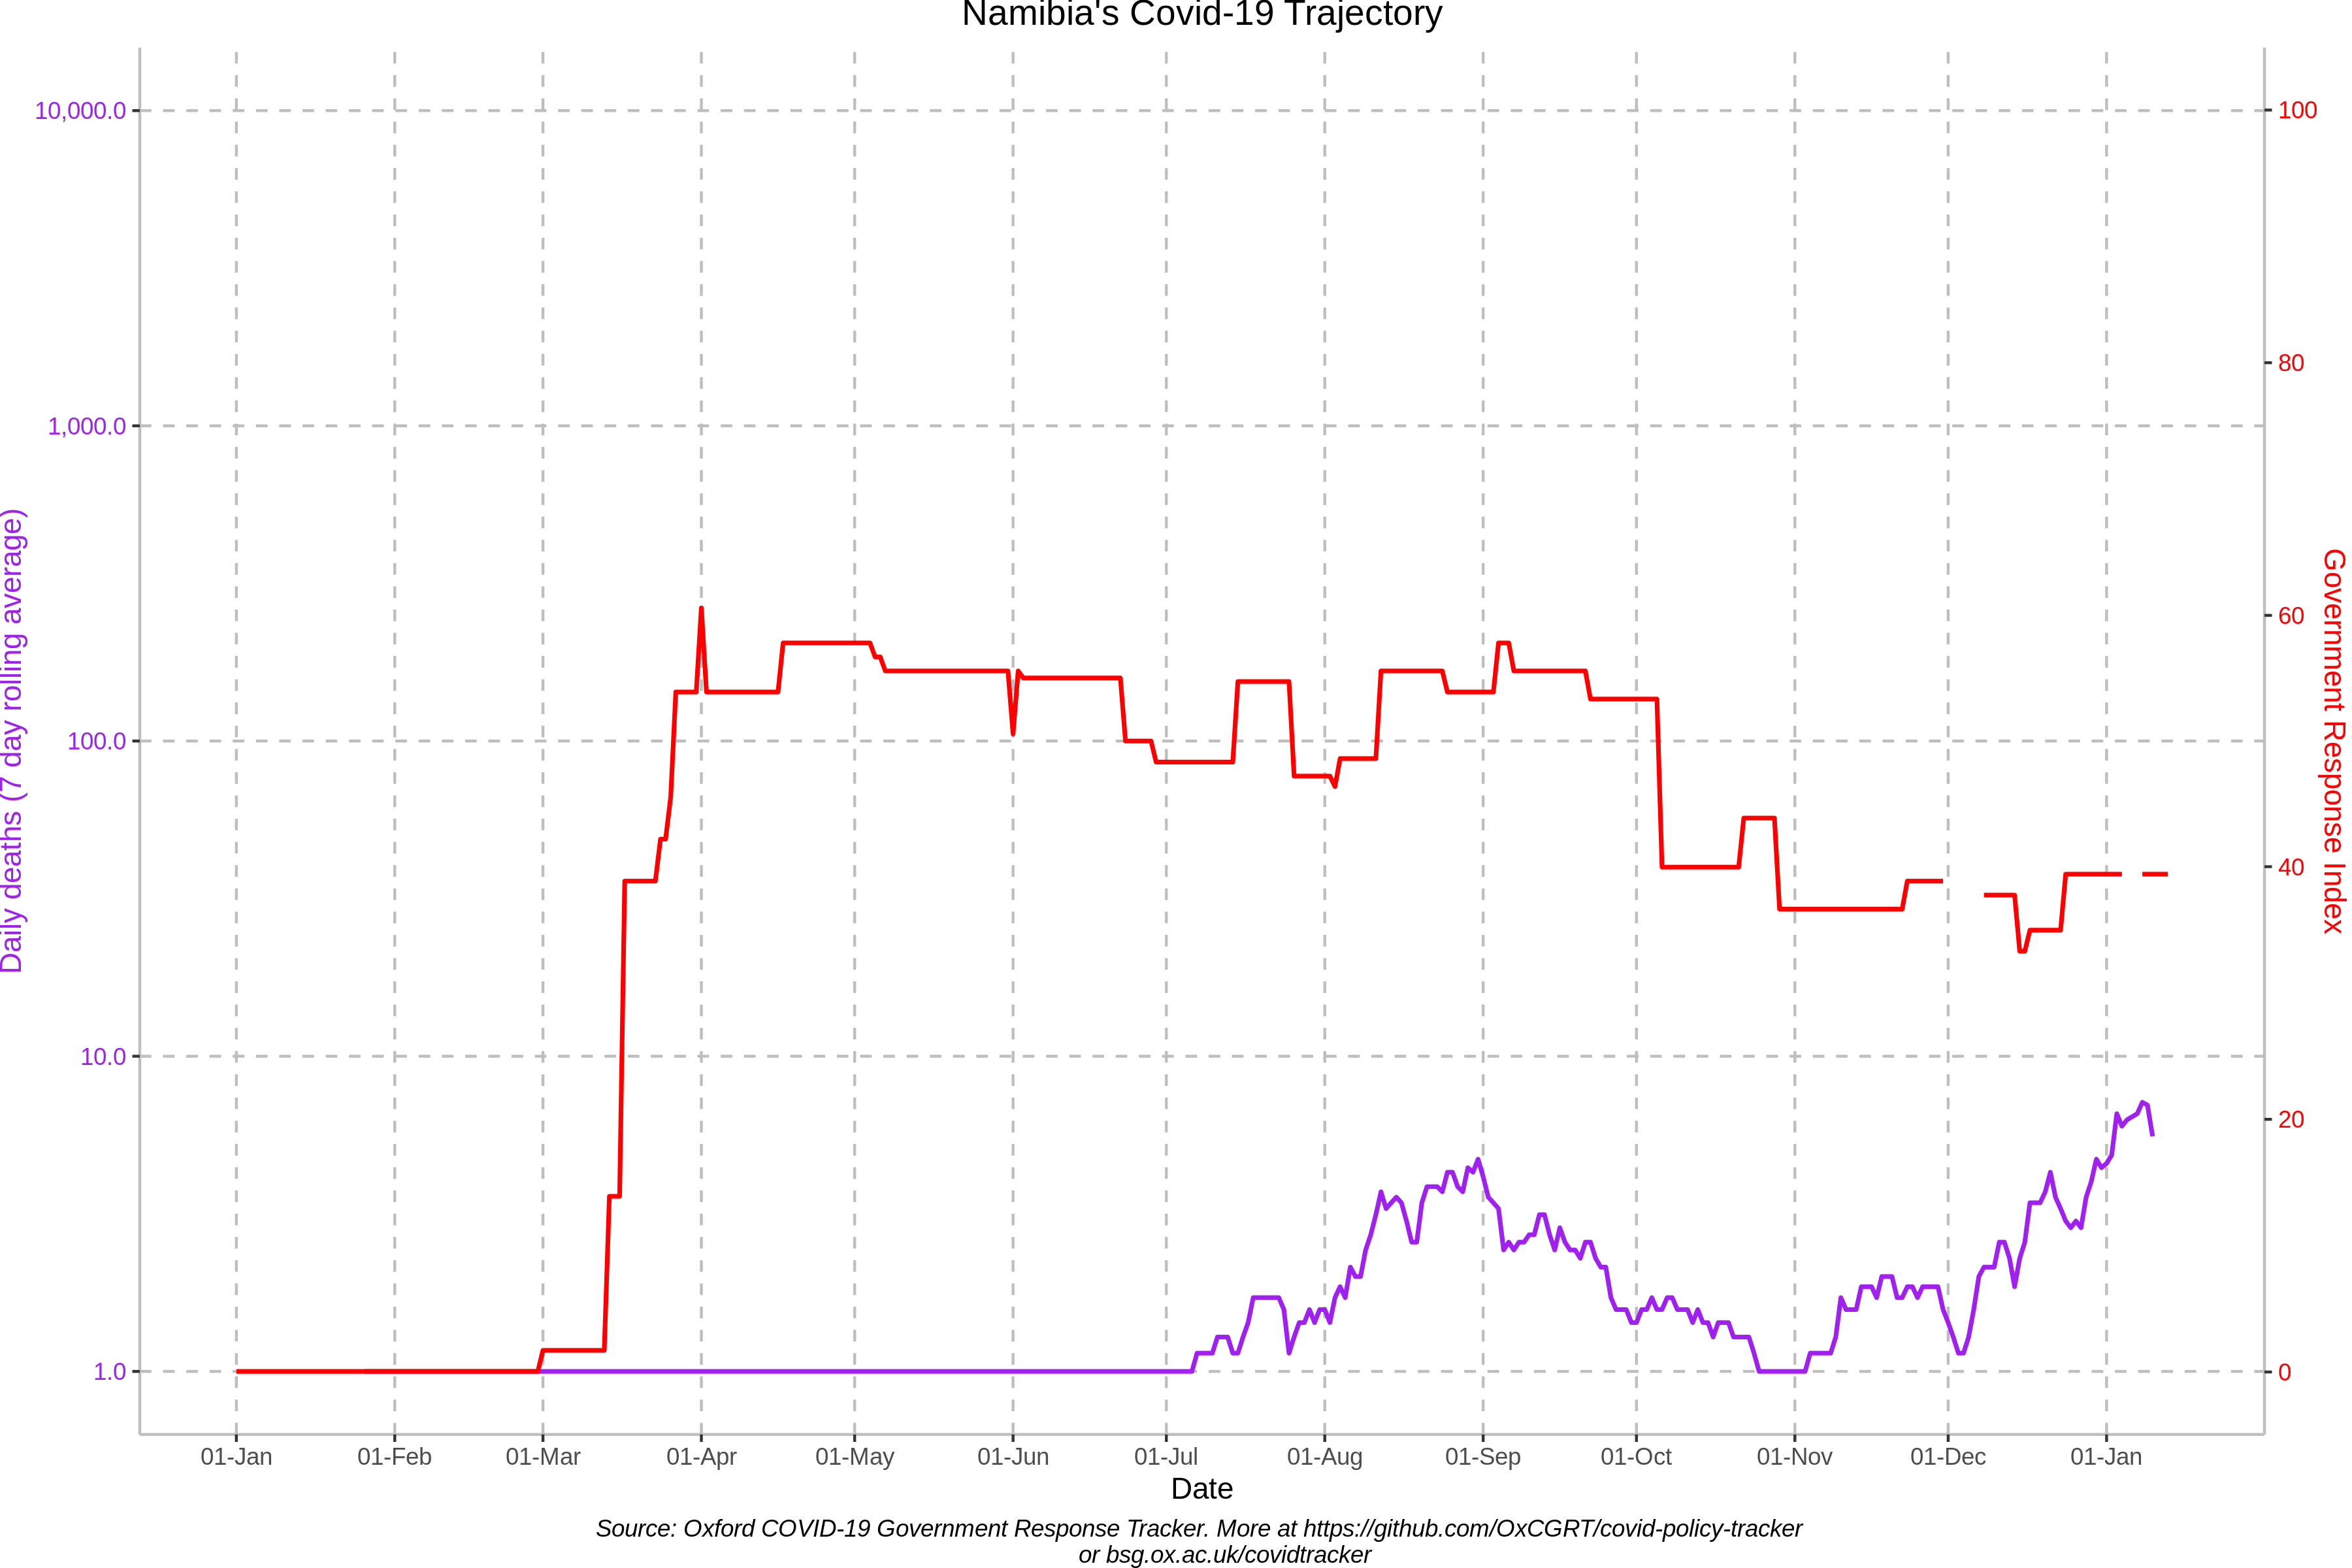 Namibia's Covid-19 Trajectory
10,000.0
1,000.0
100.0
10.0
1.0
Daily deaths (7 day rolling average)
100
80
60
40
20
0
Government Response Index
01-Jan
01-Feb
01-Mar
01-Apr
01-May
01-Jun
01-Jul
01-Aug
01-Sep
01-Oct
01-Nov
01-Dec
01-Jan
Date
Source: Oxford COVID-19 Government Response Tracker. More at https://github.com/OxCGRT/covid-policy-tracker
or bsg.ox.ac.uk/covidtracker